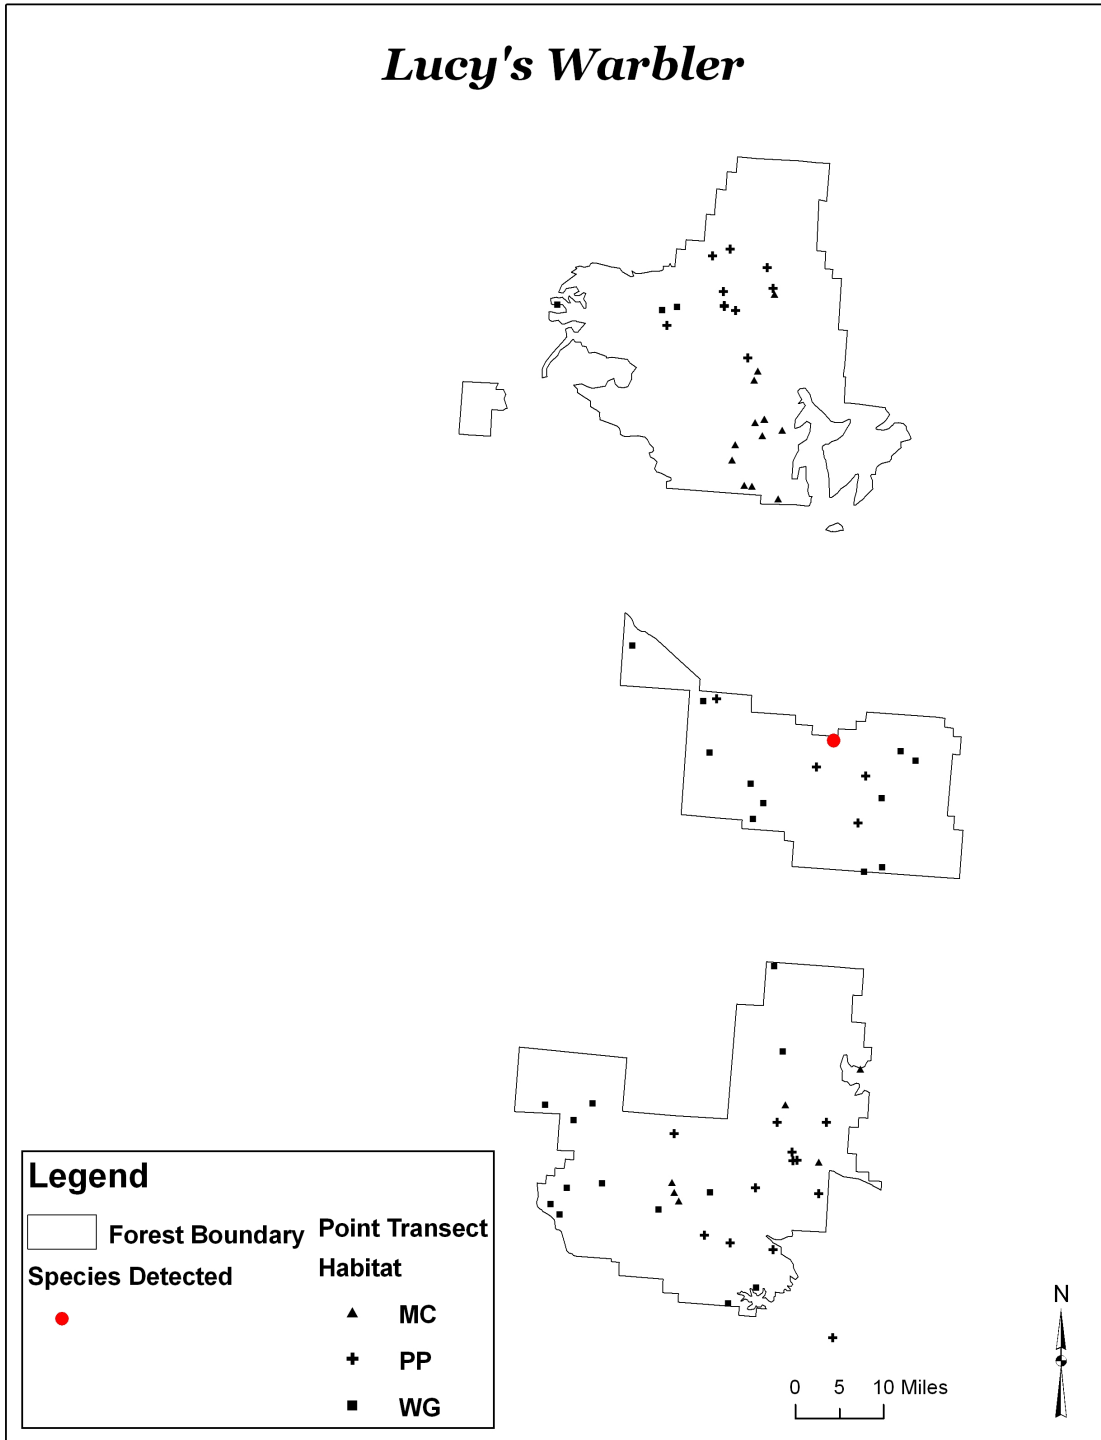 Lucy's Warbler
Legend
Forest Boundary
Species Detected
Point Transect
Habitat
MC
PP
WG
N
0 5 10 Miles